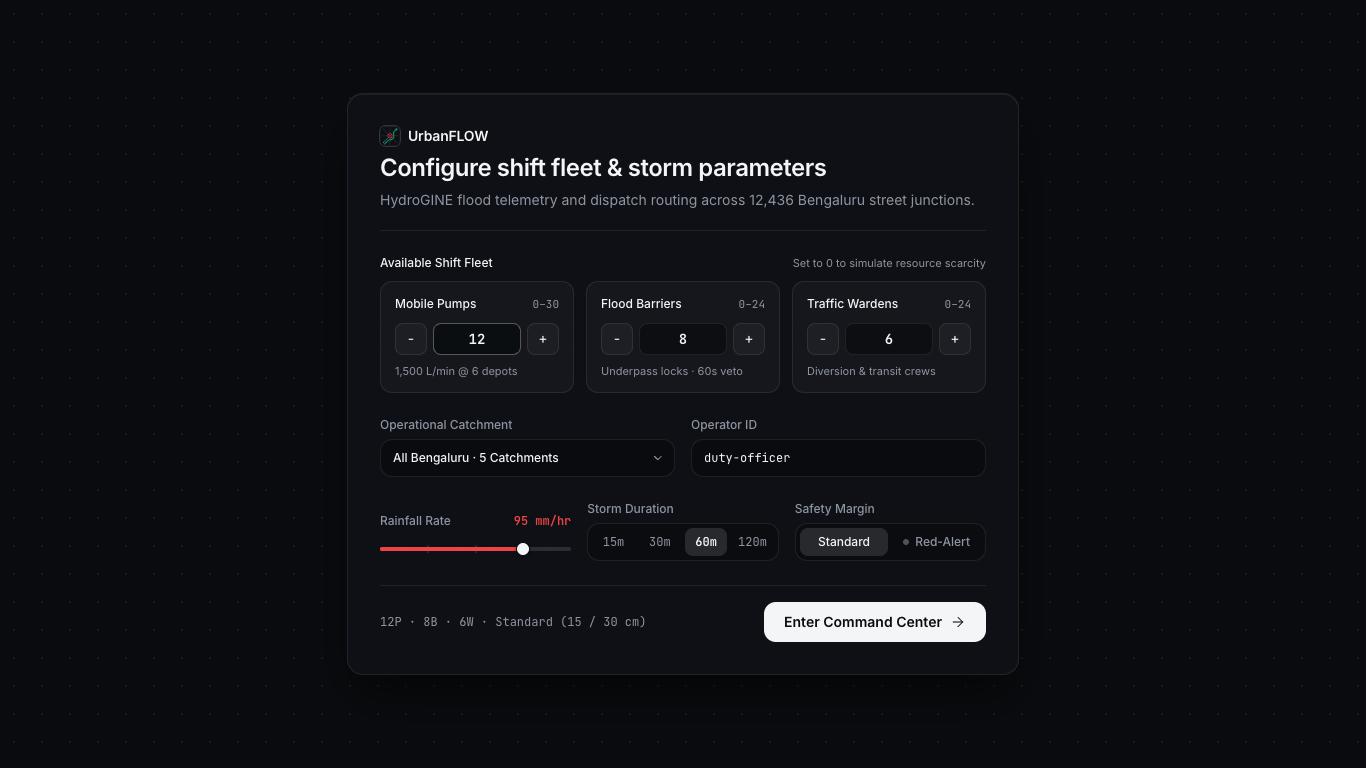 UrbanFLOW
Configure shift fleet & storm parameters
HydroGINE flood telemetry and dispatch routing across 12,436 Bengaluru street junctions.
Available Shift Fleet
Set to 0 to simulate resource scarcity
Mobile Pumps
0–30
-
12
+
1,500 L/min @ 6 depots
Flood Barriers
0–24
-
8
+
Underpass locks · 60s veto
Traffic Wardens
0–24
-
6
+
Diversion & transit crews
Operational Catchment
All Bengaluru · 5 Catchments
Operator ID
duty-officer
Rainfall Rate
95 mm/hr
Storm Duration
15m
30m
60m
120m
Safety Margin
Standard
Red-Alert
12P · 8B · 6W · Standard (15 / 30 cm)
Enter Command Center →